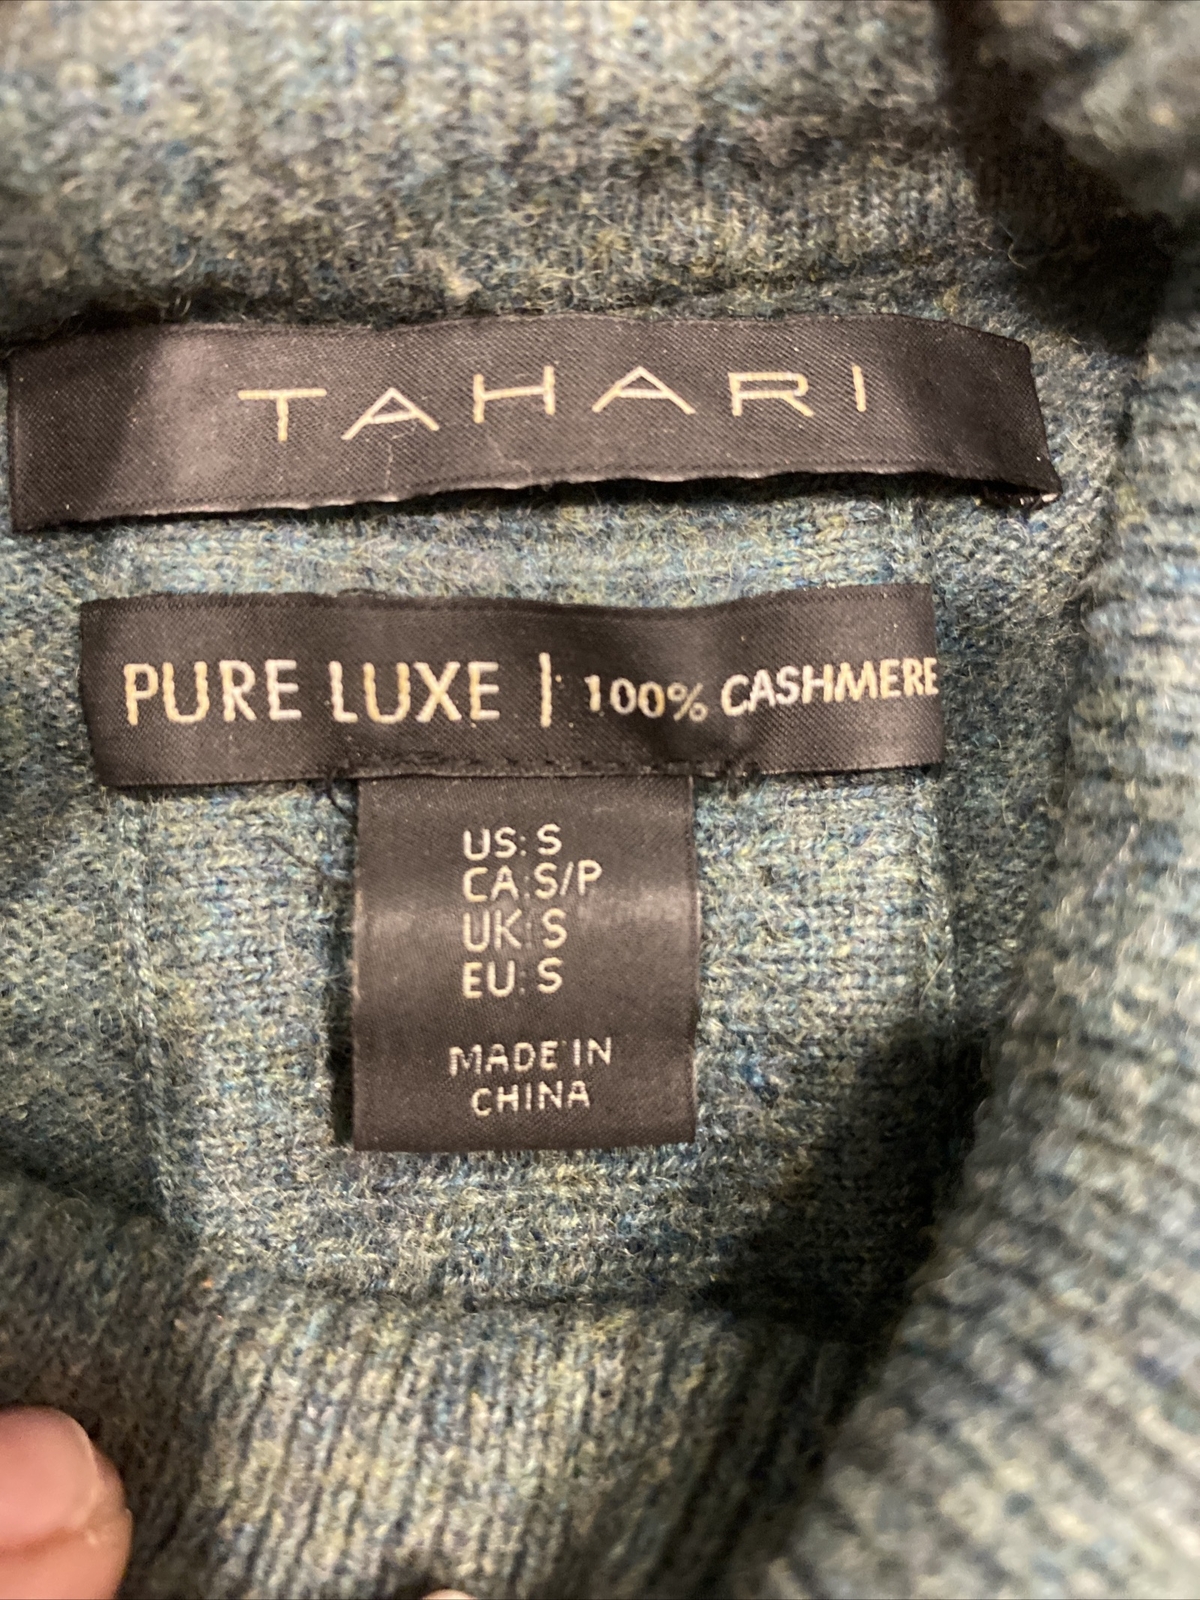 TAHARI
PURE LUXE | 100% CASHMERE
US: S
CA: S/P
UK: S
EU: S
MADE IN
CHINA